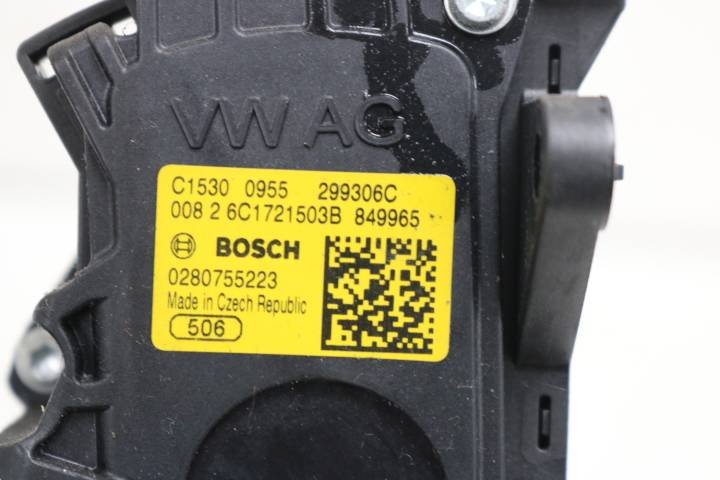 VW AG
C1530 0955 299306C
008 2 6C1721503B 849965
BOSCH
0280755223
Made in Czech Republic
506